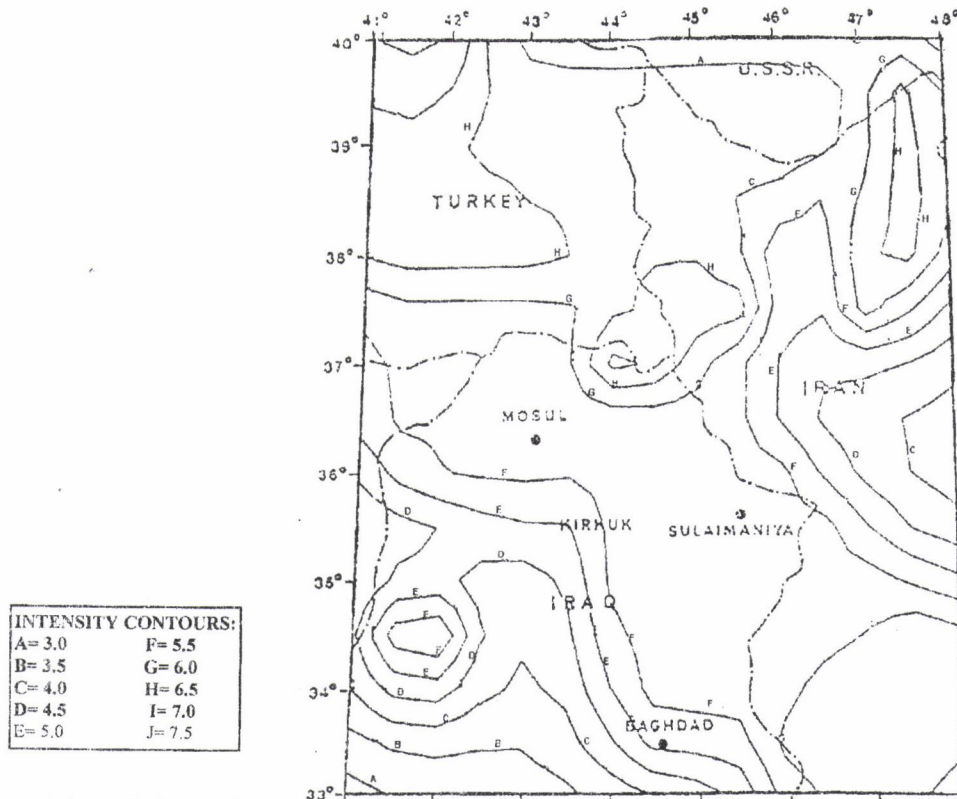 41° 42° 43° 44° 45° 46° 47° 48°
40°
A
U.S.S.R.
G
H
39°
H
C
G
TURKEY
F
H
38°
H
G
F
E
37°
H
G
G
E
IRAN
MOSUL
D
C
36°
F
F
D
E
KIRKUK
SULAIMANIYA
35°
D
E
IRAQ
F
F
F
D
E
E
34°
D
C
F
BAGHDAD
B
B
C
A
33°
INTENSITY CONTOURS:
A= 3.0 F= 5.5
B= 3.5 G= 6.0
C= 4.0 H= 6.5
D= 4.5 I= 7.0
E= 5.0 J= 7.5